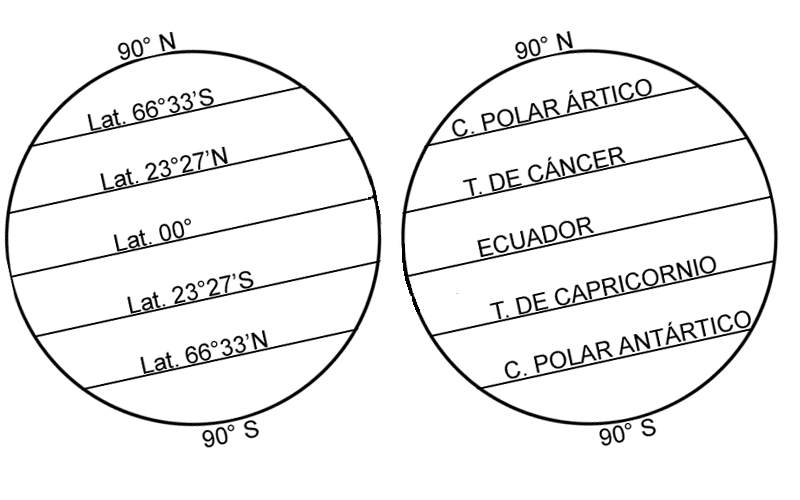 90° N
Lat. 66°33’S
Lat. 23°27’N
Lat. 00°
Lat. 23°27’S
Lat. 66°33’N
90° S
90° N
C. POLAR ÁRTICO
T. DE CÁNCER
ECUADOR
T. DE CAPRICORNIO
C. POLAR ANTÁRTICO
90° S